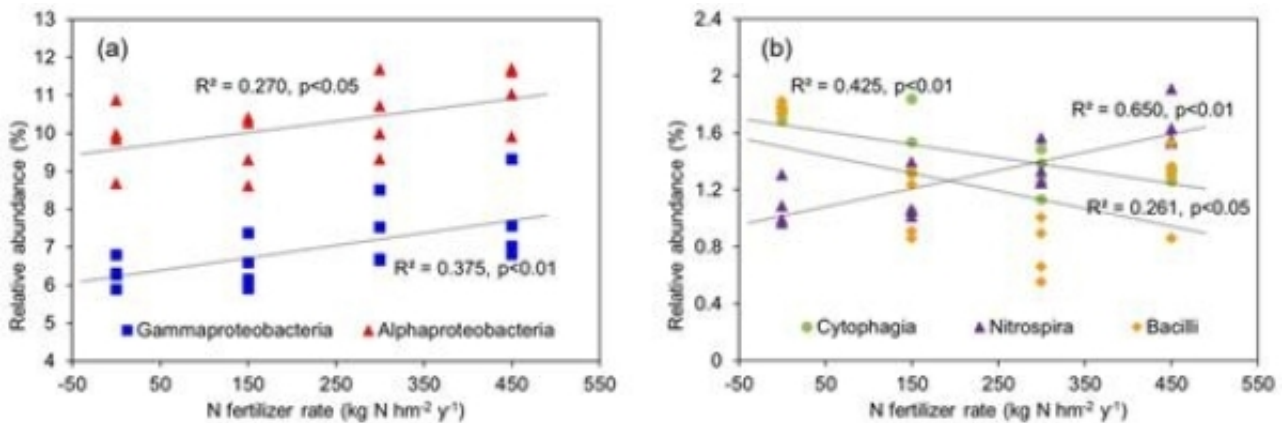 (a)
Relative abundance (%)
13
12
11
10
9
8
7
6
5
4
R² = 0.270, p<0.05
R² = 0.375, p<0.01
Gammaproteobacteria
Alphaproteobacteria
-50
50
150
250
350
450
550
N fertilizer rate (kg N hm⁻² y⁻¹)
(b)
Relative abundance (%)
2.4
2
1.6
1.2
0.8
0.4
0
R² = 0.425, p<0.01
R² = 0.650, p<0.01
R² = 0.261, p<0.05
Cytophagia
Nitrospira
Bacilli
-50
50
150
250
350
450
550
N fertilizer rate (kg N hm⁻² y⁻¹)